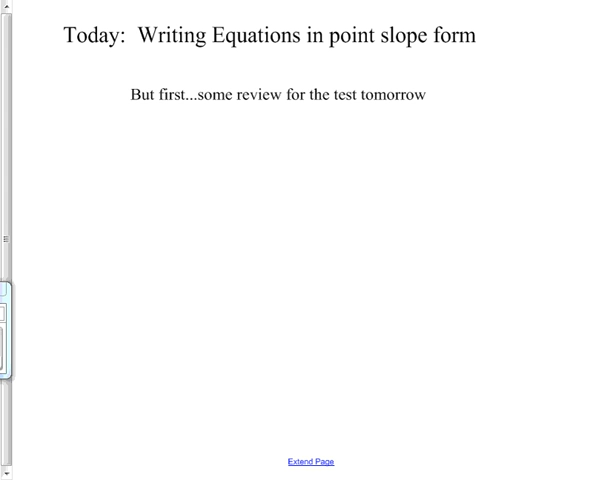 Today:  Writing Equations in point slope form
But first...some review for the test tomorrow
Extend Page